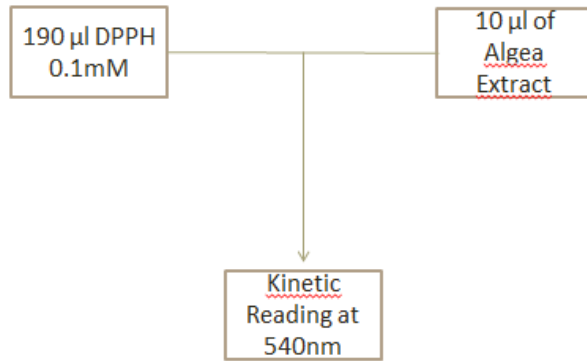 190 µl DPPH
0.1mM
10 µl of
Algea
Extract
Kinetic
Reading at
540nm